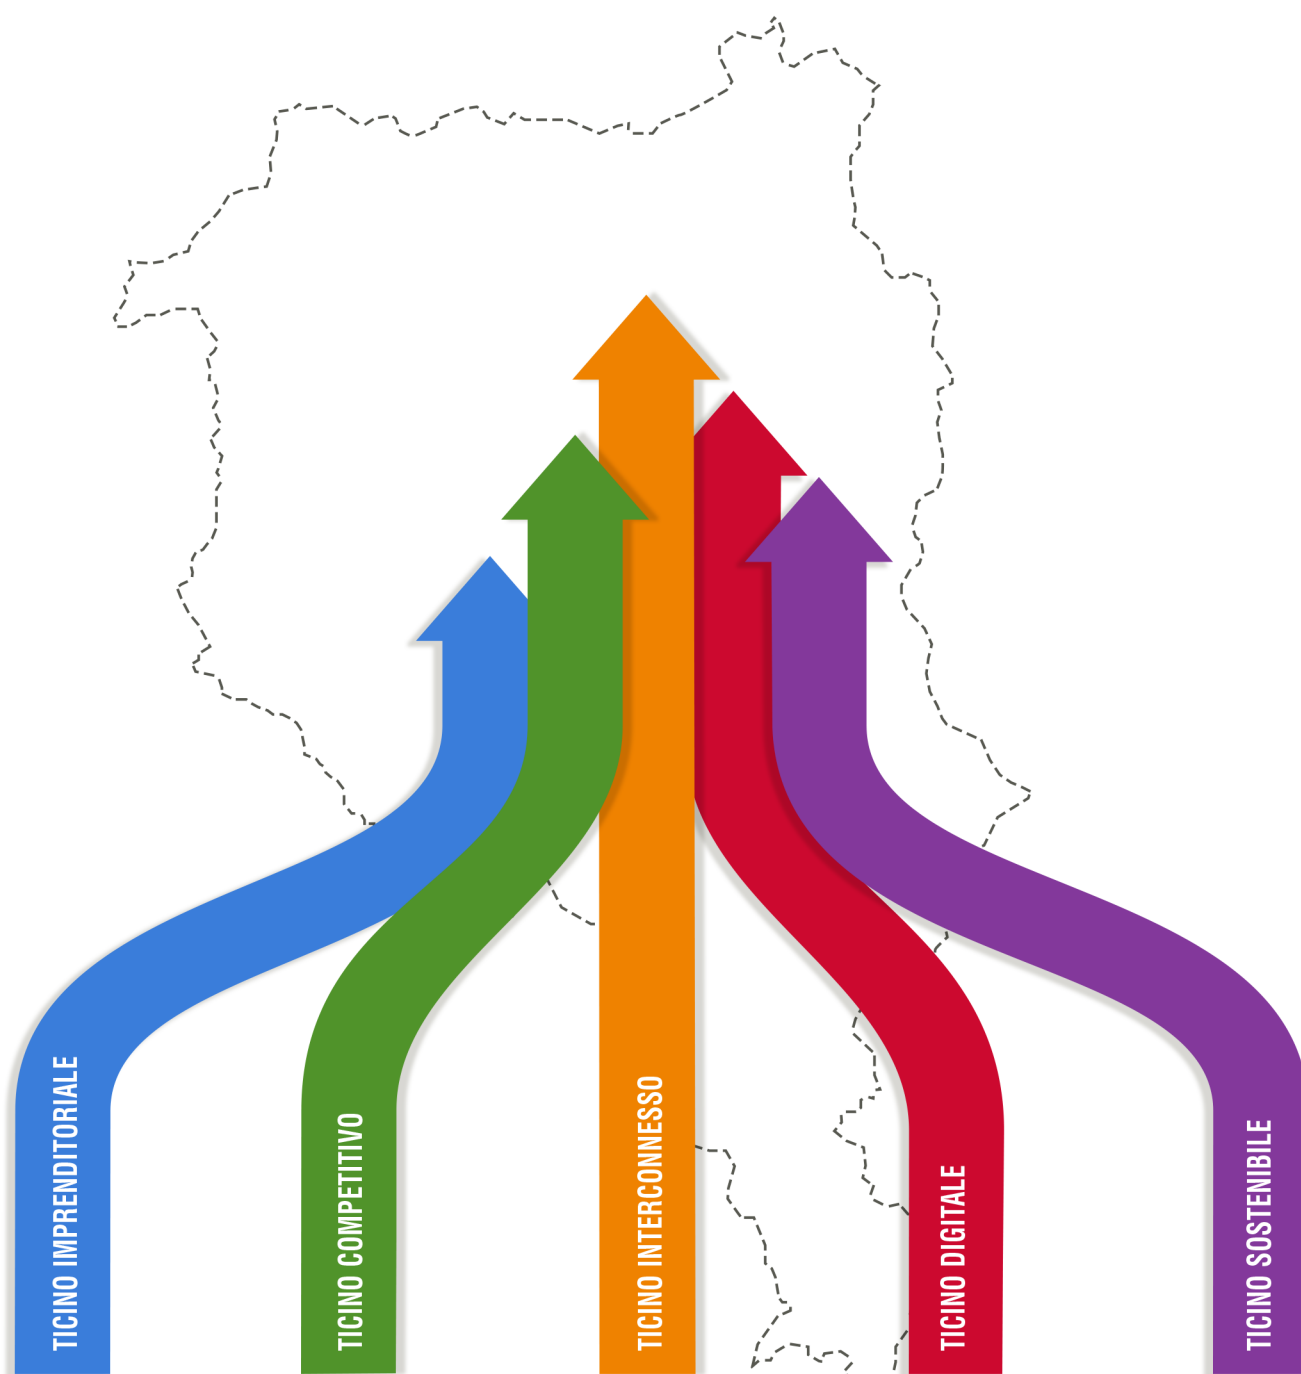 TICINO IMPRENDITORIALE
TICINO COMPETITIVO
TICINO INTERCONNESSO
TICINO DIGITALE
TICINO SOSTENIBILE